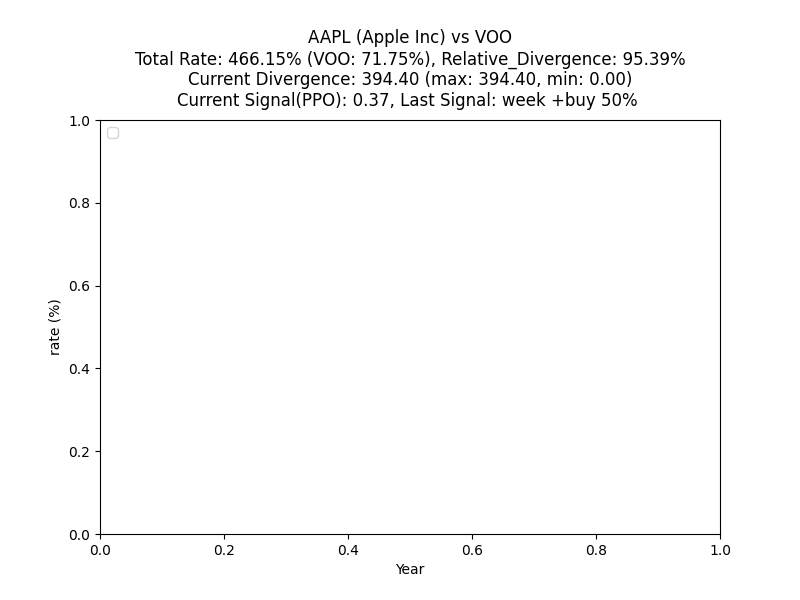 AAPL (Apple Inc) vs VOO
Total Rate: 466.15% (VOO: 71.75%), Relative_Divergence: 95.39%
Current Divergence: 394.40 (max: 394.40, min: 0.00)
Current Signal(PPO): 0.37, Last Signal: week +buy 50%
1.0
0.8
0.6
0.4
0.2
0.0
rate (%)
0.0 0.2 0.4 0.6 0.8 1.0
Year